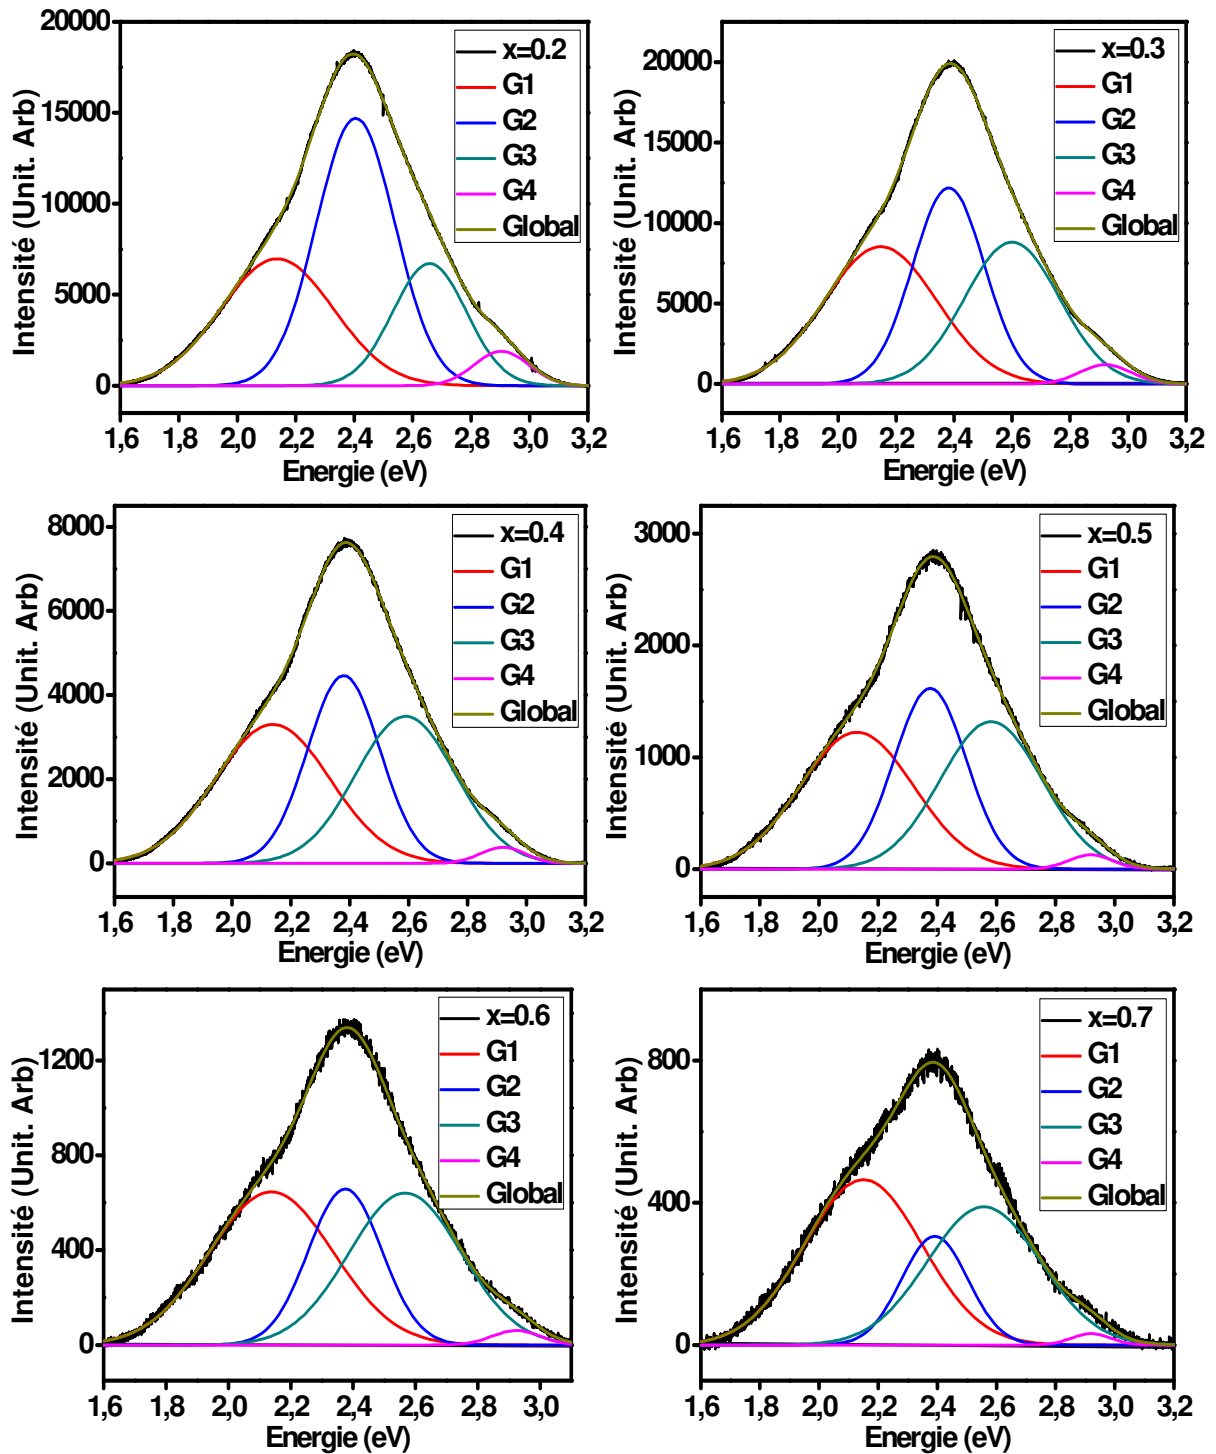 Intensité (Unit. Arb)
20000
15000
10000
5000
0
x=0.2
G1
G2
G3
G4
Global
1,6 2,0 2,2 2,4 2,6 2,8 3,0 3,2
Energie (eV)
Intensité (Unit. Arb)
20000
15000
10000
5000
0
x=0.3
G1
G2
G3
G4
Global
1,6 2,0 2,2 2,4 2,6 2,8 3,0 3,2
Energie (eV)
Intensité (Unit. Arb)
8000
6000
4000
2000
0
x=0.4
G1
G2
G3
G4
Global
1,6 1,8 2,0 2,2 2,4 2,6 2,8 3,0 3,2
Energie (eV)
Intensité (Unit. Arb)
3000
2000
1000
0
x=0.5
G1
G2
G3
G4
Global
1,6 1,8 2,0 2,2 2,4 2,6 2,8 3,0 3,2
Energie (eV)
Intensité (Unit. Arb)
1200
800
400
0
x=0.6
G1
G2
G3
G4
Global
1,6 1,8 2,0 2,2 2,4 2,6 2,8 3,0
Energie (eV)
Intensité (Unit. Arb)
800
400
0
x=0.7
G1
G2
G3
G4
Global
1,6 1,8 2,0 2,2 2,4 2,6 2,8 3,0 3,2
Energie (eV)